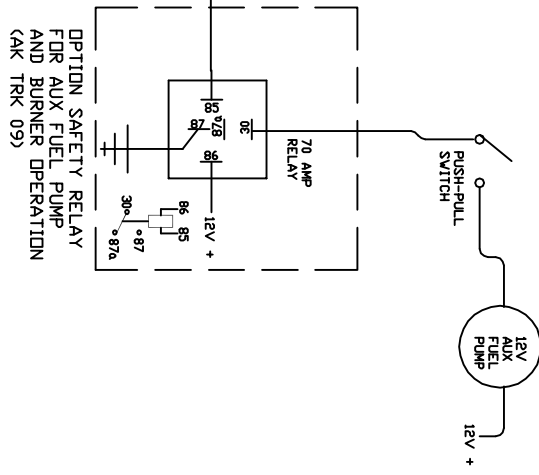 OPTION SAFETY RELAY
FOR AUX FUEL PUMP
AND BURNER OPERATION
(AK TRK 09)
85
87
87a
30
86
70 AMP
RELAY
12V +
86
85
30
87
87a
PUSH-PULL
SWITCH
12V
AUX
FUEL
PUMP
12V +